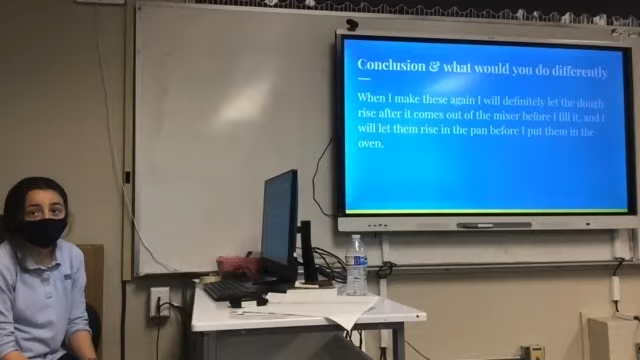 Conclusion & what would you do differently
When I make these again I will definitely let the dough
rise after it comes out of the mixer before I fill it, and I
will let them rise in the pan before I put them in the
oven.